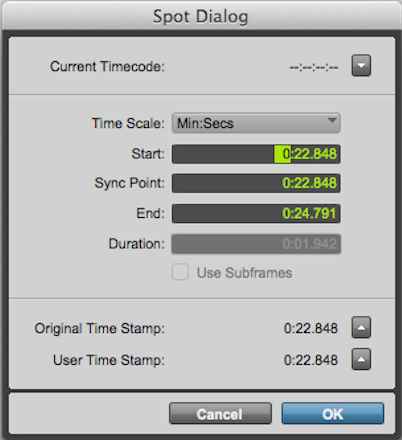 Spot Dialog
Current Timecode: --:--:--:--
Time Scale: Min:Secs
Start: 0:22.848
Sync Point: 0:22.848
End: 0:24.791
Duration: 0:01.942
Use Subframes
Original Time Stamp: 0:22.848
User Time Stamp: 0:22.848
Cancel OK